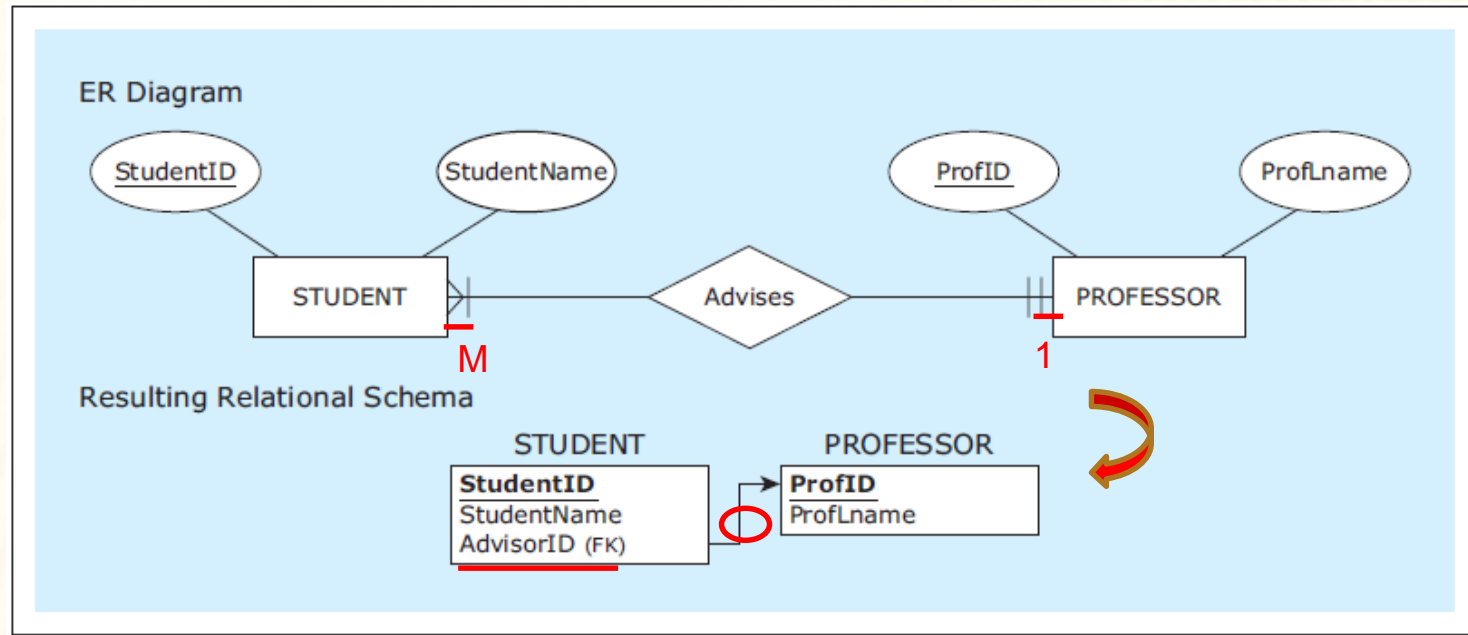 ER Diagram
StudentID
StudentName
ProfID
ProfLname
STUDENT
Advises
PROFESSOR
M
1
Resulting Relational Schema
STUDENT
StudentID
StudentName
AdvisorID (FK)
PROFESSOR
ProfID
ProfLname